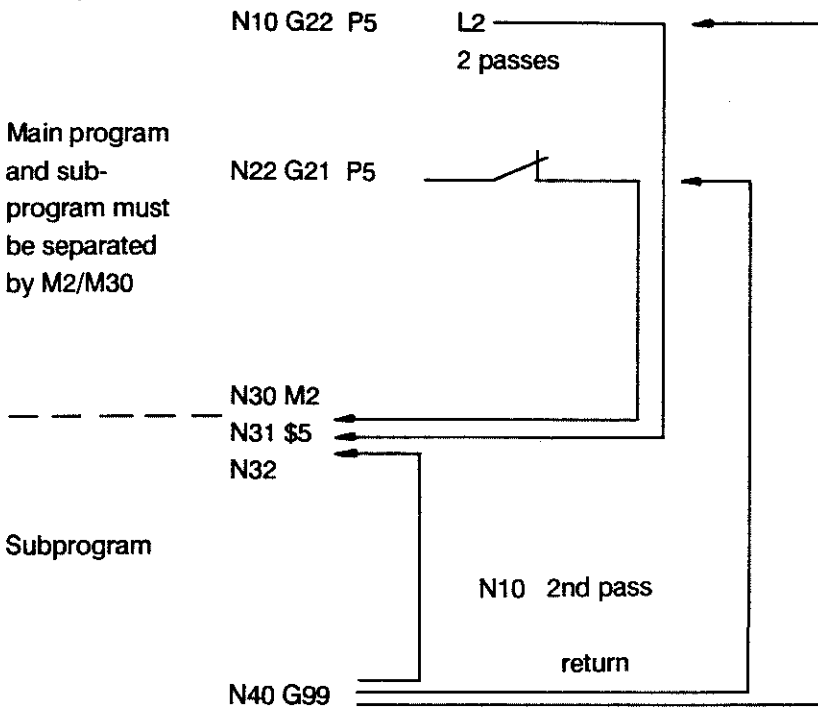 N10 G22 P5 L2
2 passes
Main program
and sub-
program must
be separated
by M2/M30
N22 G21 P5
N30 M2
N31 $5
N32
Subprogram
N10 2nd pass
return
N40 G99